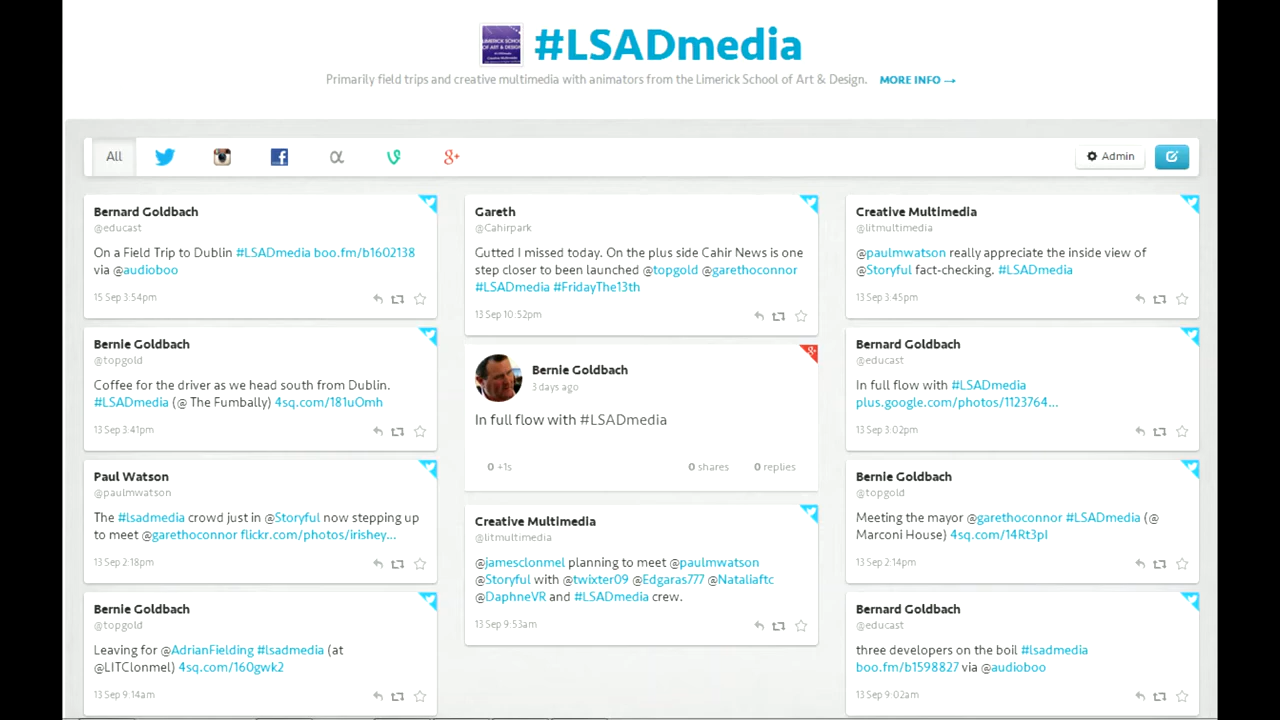 LIMERICK SCHOOL
OF ART & DESIGN
#LSADmedia
Primarily field trips and creative multimedia with animators from the Limerick School of Art & Design. MORE INFO →
All
Admin
Bernard Goldbach
@educast
On a Field Trip to Dublin #LSADmedia boo.fm/b1602138
via @audioboo
15 Sep 3:54pm
Bernie Goldbach
@topgold
Coffee for the driver as we head south from Dublin.
#LSADmedia (@ The Fumbally) 4sq.com/181uOmh
13 Sep 3:41pm
Paul Watson
@paulmwatson
The #lsadmedia crowd just in @Storyful now stepping up
to meet @garethoconnor flickr.com/photos/irishey...
13 Sep 2:18pm
Bernie Goldbach
@topgold
Leaving for @AdrianFielding #lsadmedia (at
@LITClonmel) 4sq.com/160gwk2
13 Sep 9:14am
Gareth
@Cahirpark
Gutted I missed today. On the plus side Cahir News is one
step closer to been launched @topgold @garethoconnor
#LSADmedia #FridayThe13th
13 Sep 10:52pm
Bernie Goldbach
3 days ago
In full flow with #LSADmedia
0 +1s 0 shares 0 replies
Creative Multimedia
@litmultimedia
@jamesclonmel planning to meet @paulmwatson
@Storyful with @twixter09 @Edgaras777 @Nataliaftc
@DaphneVR and #LSADmedia crew.
13 Sep 9:53am
Creative Multimedia
@litmultimedia
@paulmwatson really appreciate the inside view of
@Storyful fact-checking. #LSADmedia
13 Sep 3:45pm
Bernard Goldbach
@educast
In full flow with #LSADmedia
plus.google.com/photos/1123764...
13 Sep 3:02pm
Bernie Goldbach
@topgold
Meeting the mayor @garethoconnor #LSADmedia (@
Marconi House) 4sq.com/14Rt3pI
13 Sep 2:14pm
Bernard Goldbach
@educast
three developers on the boil #lsadmedia
boo.fm/b1598827 via @audioboo
13 Sep 9:02am